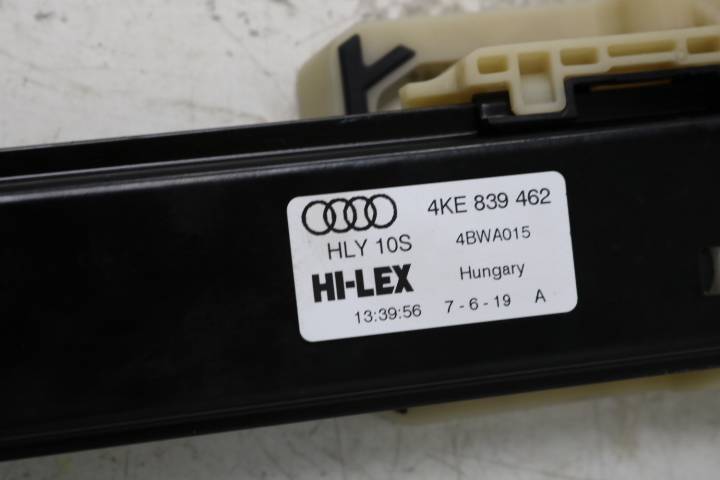 4KE 839 462
HLY 10S 4BWA015
HI-LEX Hungary
13:39:56 7-6-19 A